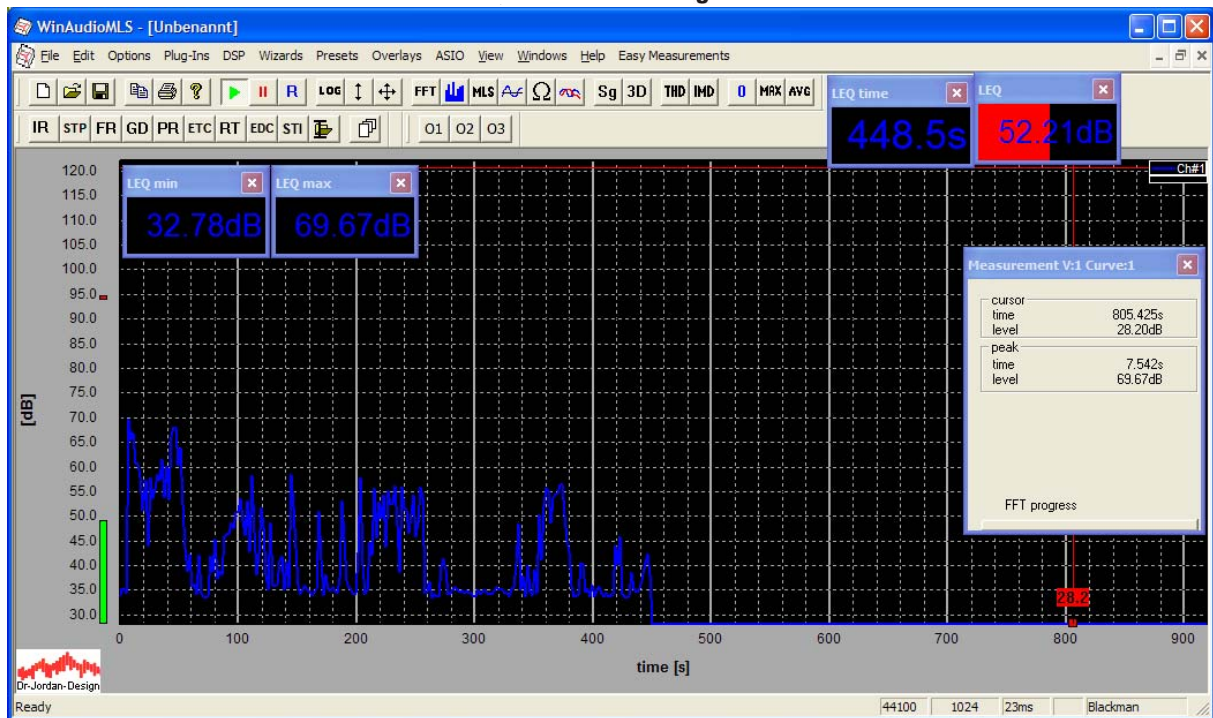 WinAudioMLS - [Unbenannt]
File Edit Options Plug-Ins DSP Wizards Presets Overlays ASIO View Windows Help Easy Measurements
R LOG FFT MLS Ω Sg 3D THD IMD 0 MAX AVG
IR STP FR GD PR ETC RT EDC STI O1 O2 O3
LEQ time
448.5s
LEQ
52.21dB
LEQ min
32.78dB
LEQ max
69.67dB
Ch#1
Measurement V:1 Curve:1
cursor
time 805.425s
level 28.20dB
peak
time 7.542s
level 69.67dB
FFT progress
[dB]
120.0
115.0
110.0
105.0
100.0
95.0
90.0
85.0
80.0
75.0
70.0
65.0
60.0
55.0
50.0
45.0
40.0
35.0
30.0
28.2
0 100 200 300 400 500 600 700 800 900
time [s]
Dr-Jordan-Design
Ready 44100 1024 23ms Blackman